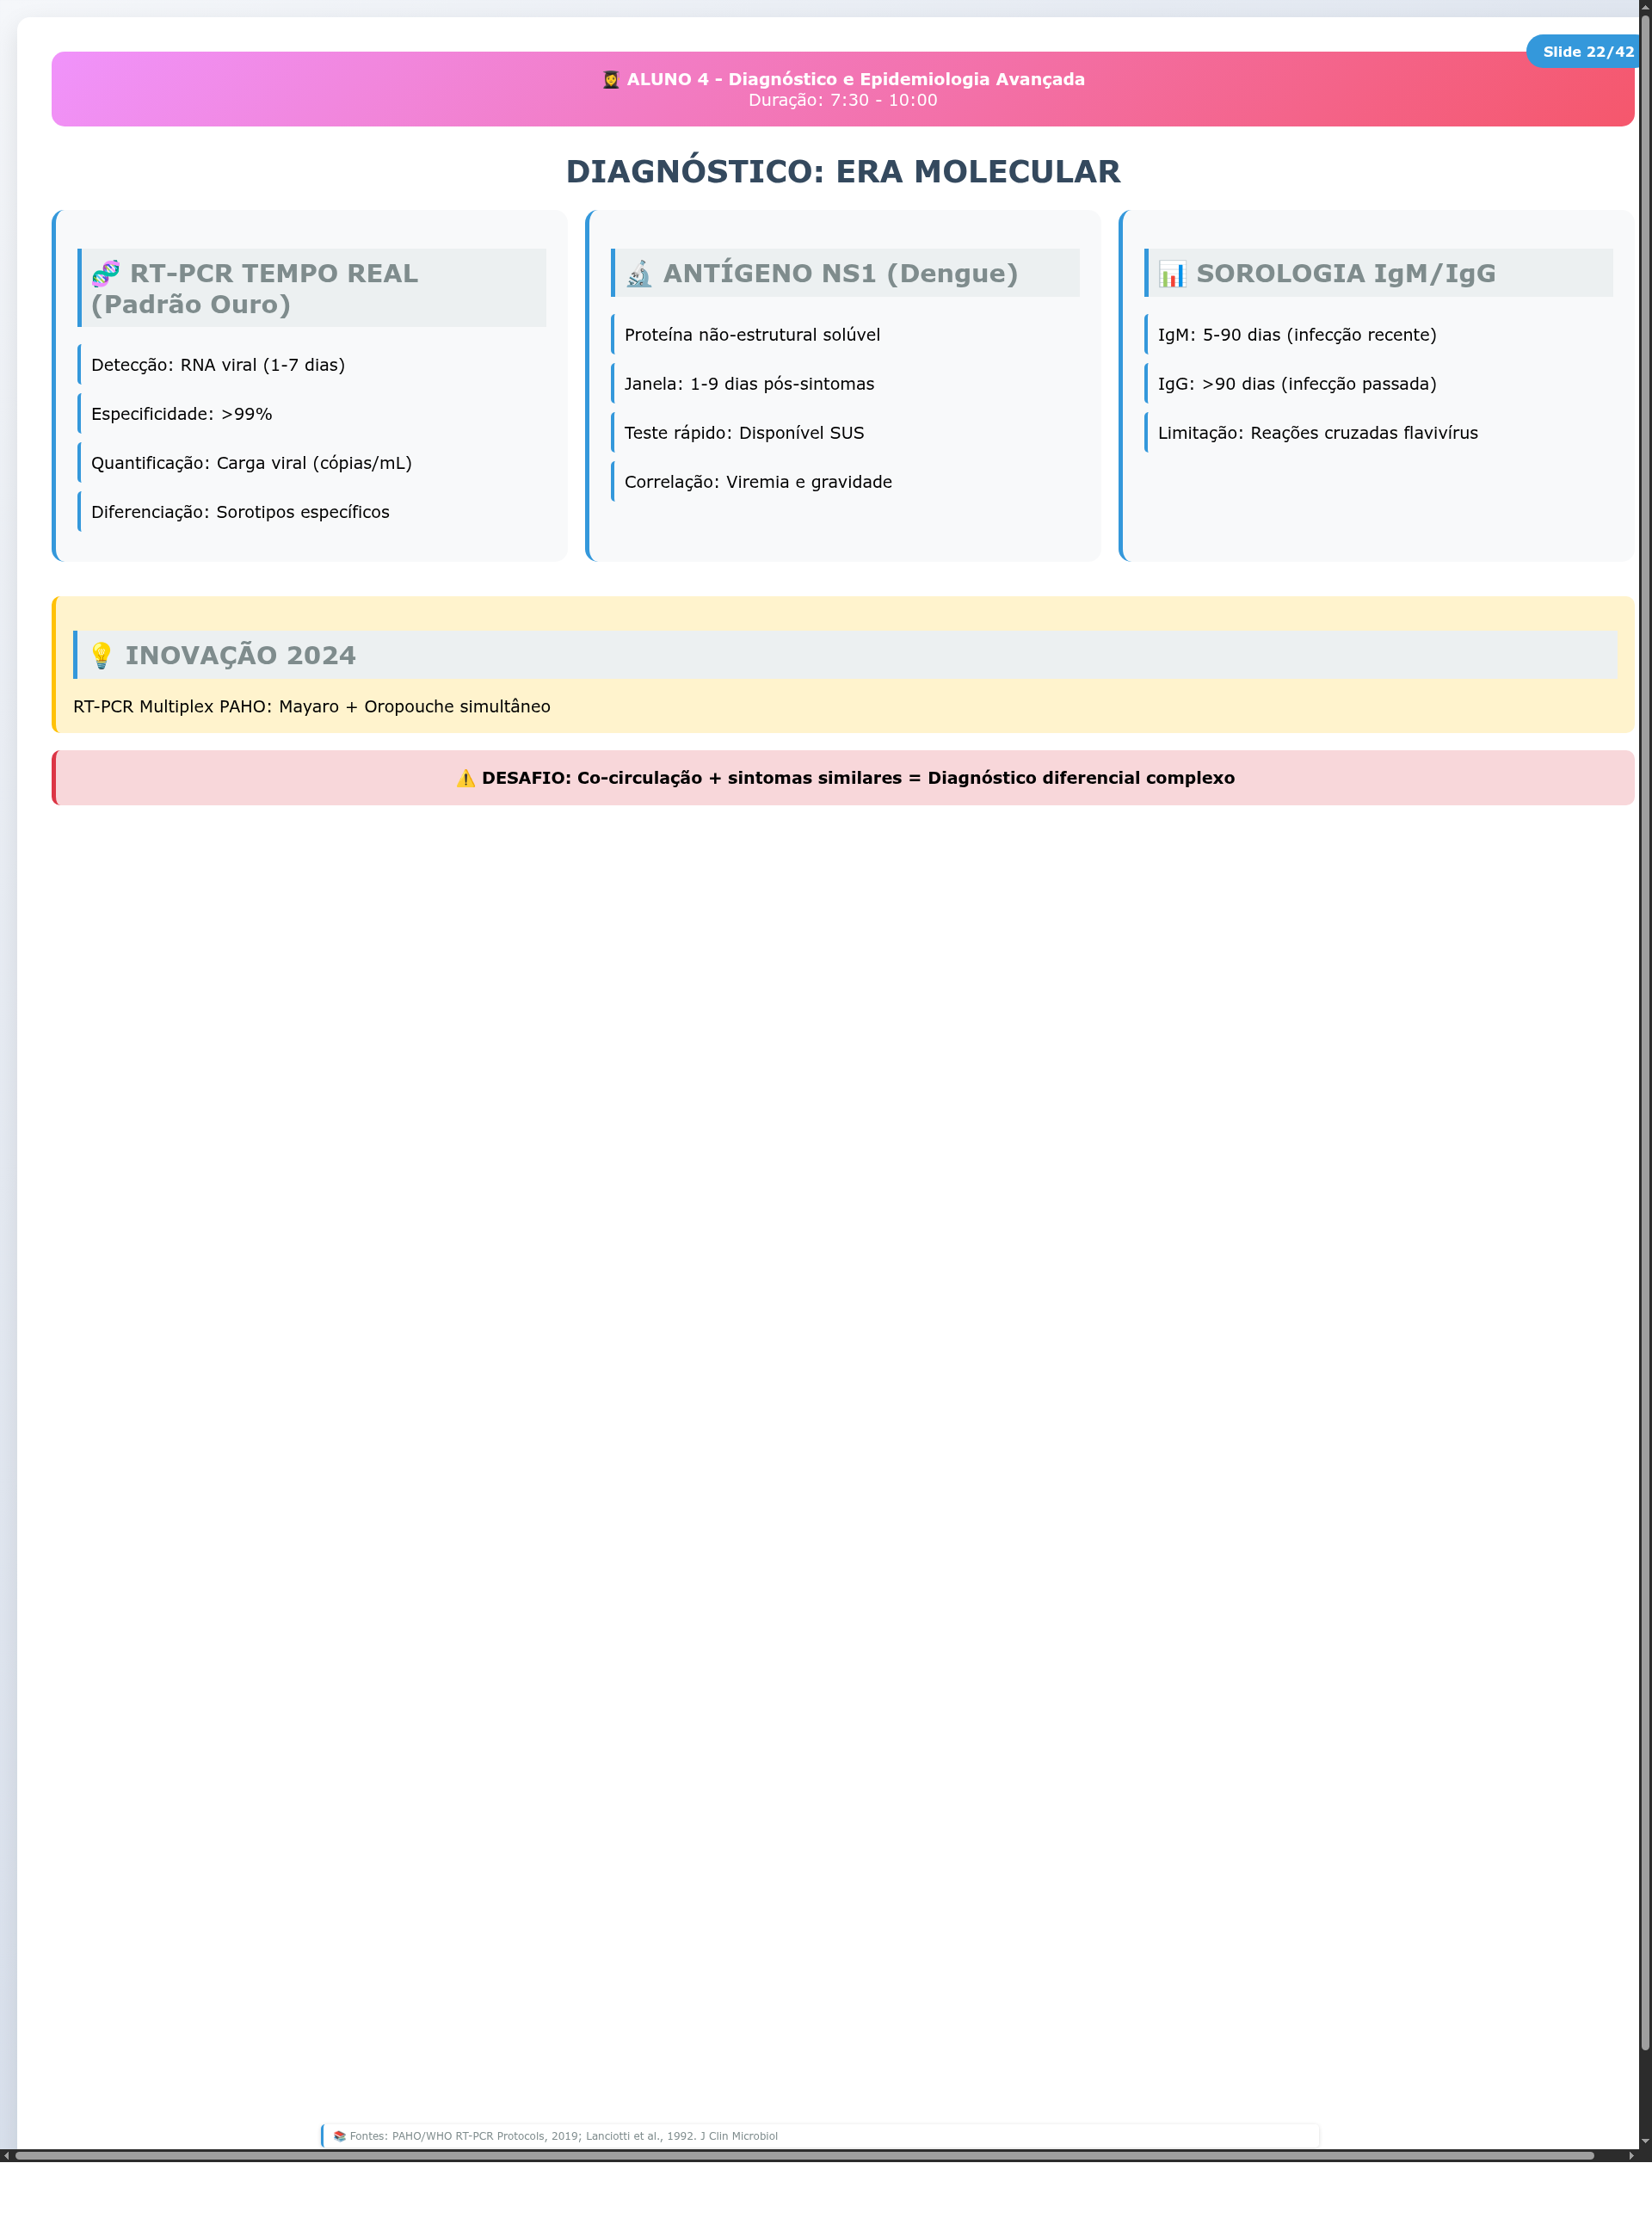 Slide 22/42
👩‍🎓 ALUNO 4 - Diagnóstico e Epidemiologia Avançada
Duração: 7:30 - 10:00
DIAGNÓSTICO: ERA MOLECULAR
🧬 RT-PCR TEMPO REAL
(Padrão Ouro)
Detecção: RNA viral (1-7 dias)
Especificidade: >99%
Quantificação: Carga viral (cópias/mL)
Diferenciação: Sorotipos específicos
🔬 ANTÍGENO NS1 (Dengue)
Proteína não-estrutural solúvel
Janela: 1-9 dias pós-sintomas
Teste rápido: Disponível SUS
Correlação: Viremia e gravidade
📊 SOROLOGIA IgM/IgG
IgM: 5-90 dias (infecção recente)
IgG: >90 dias (infecção passada)
Limitação: Reações cruzadas flavivírus
💡 INOVAÇÃO 2024
RT-PCR Multiplex PAHO: Mayaro + Oropouche simultâneo
⚠️ DESAFIO: Co-circulação + sintomas similares = Diagnóstico diferencial complexo
📚 Fontes: PAHO/WHO RT-PCR Protocols, 2019; Lanciotti et al., 1992. J Clin Microbiol